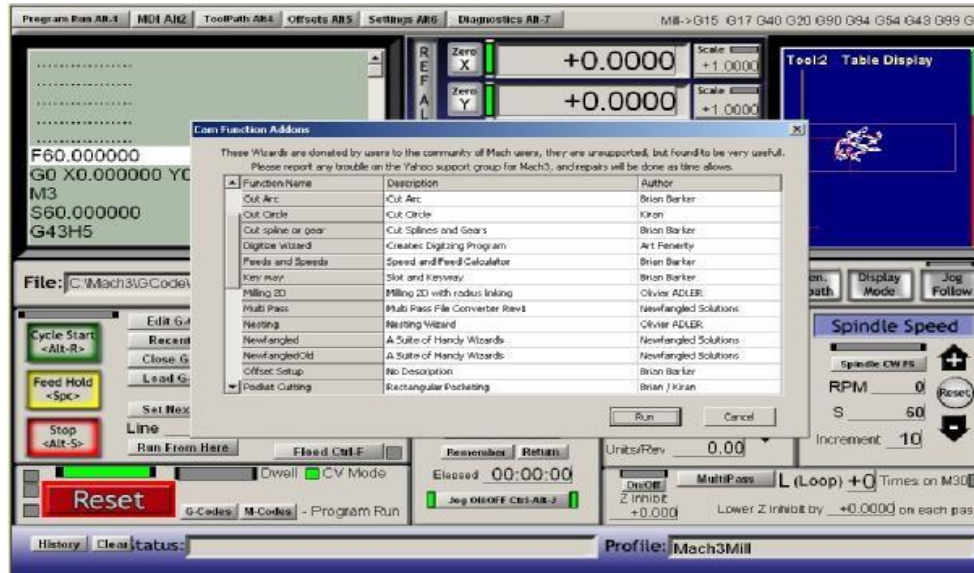 Program Run Alt-1 MDI Alt2 ToolPath Alt4 Offsets Alt5 Settings Alt6 Diagnostics Alt-7 Mill->G15 G17 G40 G20 G90 G94 G54 G43 G99 G
REFAL
Zero X +0.0000 Scale +1.0000
Zero Y +0.0000 Scale +1.0000
Tool:2 Table Display
F60.000000
G0 X0.000000 Y0
M3
S60.000000
G43H5
Cam Function Addons
These Wizards are donated by users to the community of Mach users, they are unsupported, but found to be very usefull.
Please report any trouble on the Yahoo support group for Mach3, and repairs will be done as time allows.
Function Name Description Author
Cut Arc Cut Arc Brian Barker
Cut Circle Cut Circle Kiran
Cut spline or gear Cut Splines and Gears Brian Barker
Digitize Wizard Creates Digitzing Program Art Fenerty
Feeds and Speeds Speed and Feed Calculator Brian Barker
Key way Slot and Keyway Brian Barker
Milling 2D Milling 2D with radius linking Olivier ADLER
Multi Pass Multi Pass File Converter Rev1 Newfangled Solutions
Nesting Nesting Wizard Olivier ADLER
Newfangled A Suite of Handy Wizards Newfangled Solutions
NewfangledOld A Suite of Handy Wizards Newfangled Solutions
Offset Setup No Description Brian Barker
Pocket Cutting Rectangular Pocketing Brian / Kiran
Run Cancel
File: C:\Mach3\GCode\
en. path Display Mode Jog Follow
Cycle Start <Alt-R>
Feed Hold <Spc>
Stop <Alt-S>
Edit G-
Recent
Close G
Load G-
Set Nex
Line
Run From Here
Flood Ctrl-F
Remember Return
Elapsed 00:00:00
Jog ON/OFF Ctrl-Alt-J
Units/Rev 0.00
Spindle Speed
Spindle CW F5
RPM 0
Reset
S 60
Increment 10
Reset
Dwell CV Mode
G-Codes M-Codes - Program Run
On/Off
Z Inhibit
+0.000
MultiPass L (Loop) +0 Times on M30
Lower Z Inhibit by +0.0000 on each pas
History Clear Status:
Profile: Mach3Mill